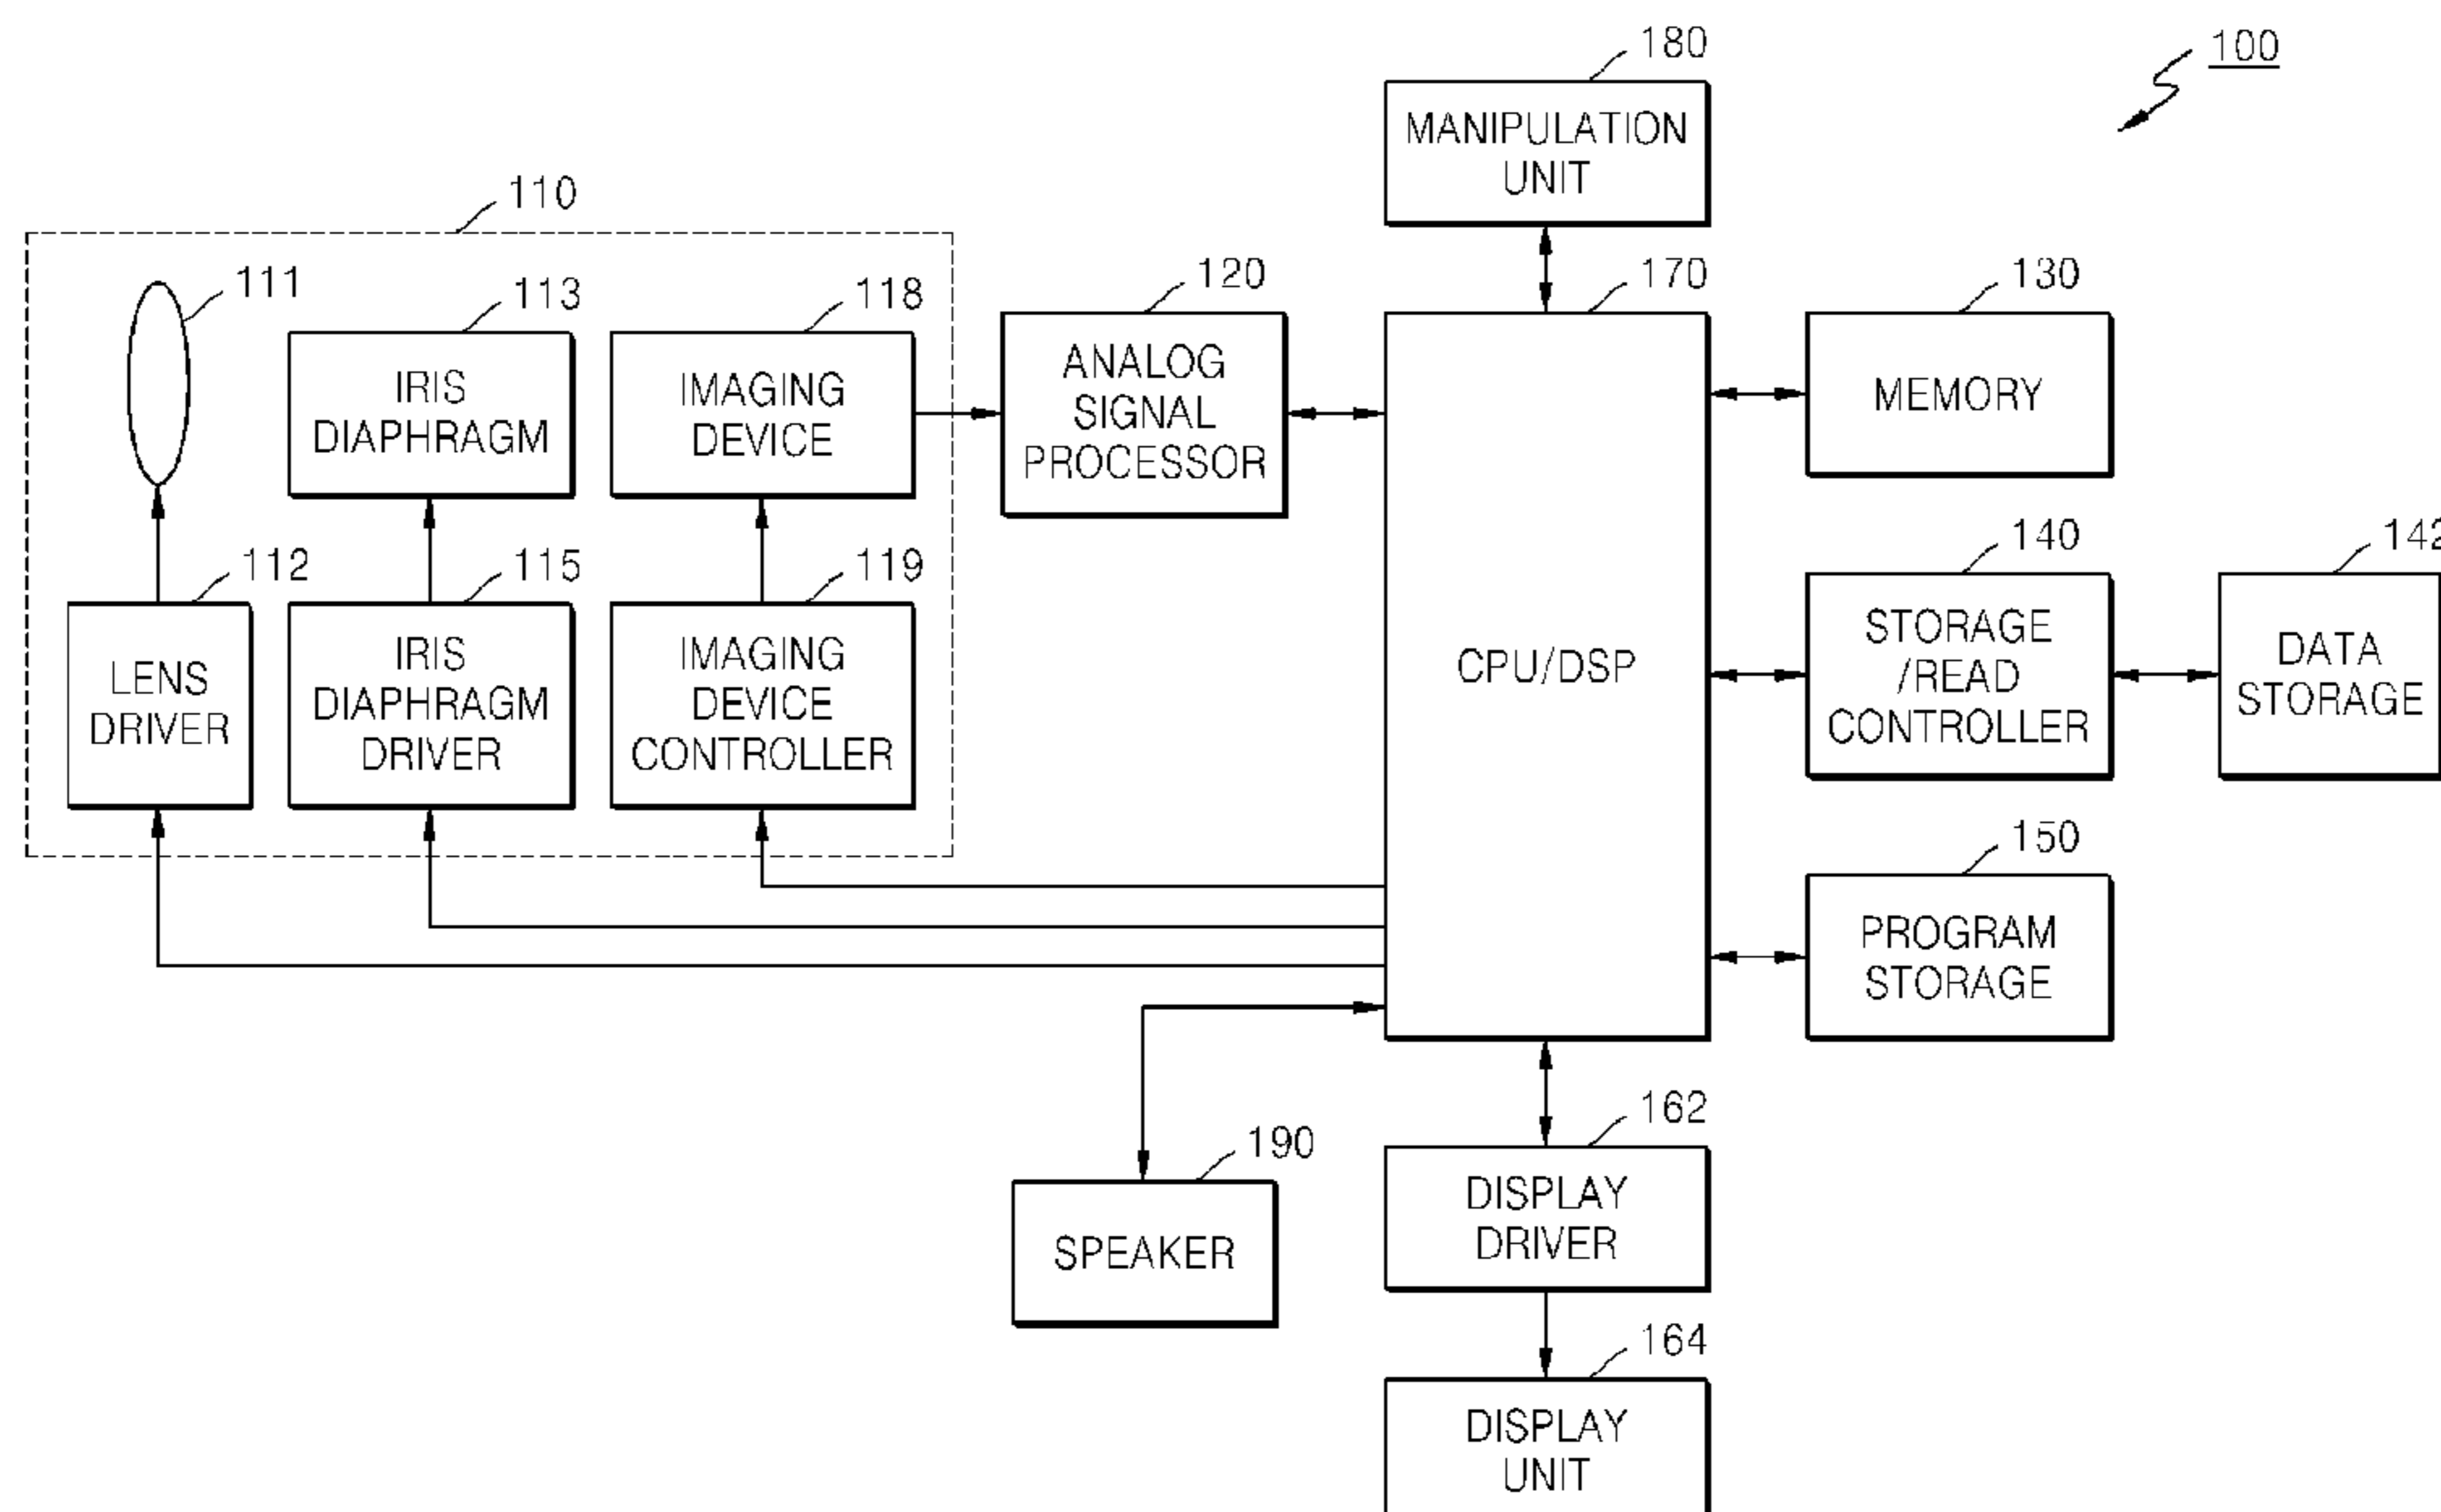 100
180
MANIPULATION
UNIT
110
111
113
IRIS
DIAPHRAGM
118
IMAGING
DEVICE
120
ANALOG
SIGNAL
PROCESSOR
170
CPU/DSP
130
MEMORY
112
LENS
DRIVER
115
IRIS
DIAPHRAGM
DRIVER
119
IMAGING
DEVICE
CONTROLLER
140
STORAGE
/READ
CONTROLLER
142
DATA
STORAGE
150
PROGRAM
STORAGE
190
SPEAKER
162
DISPLAY
DRIVER
164
DISPLAY
UNIT